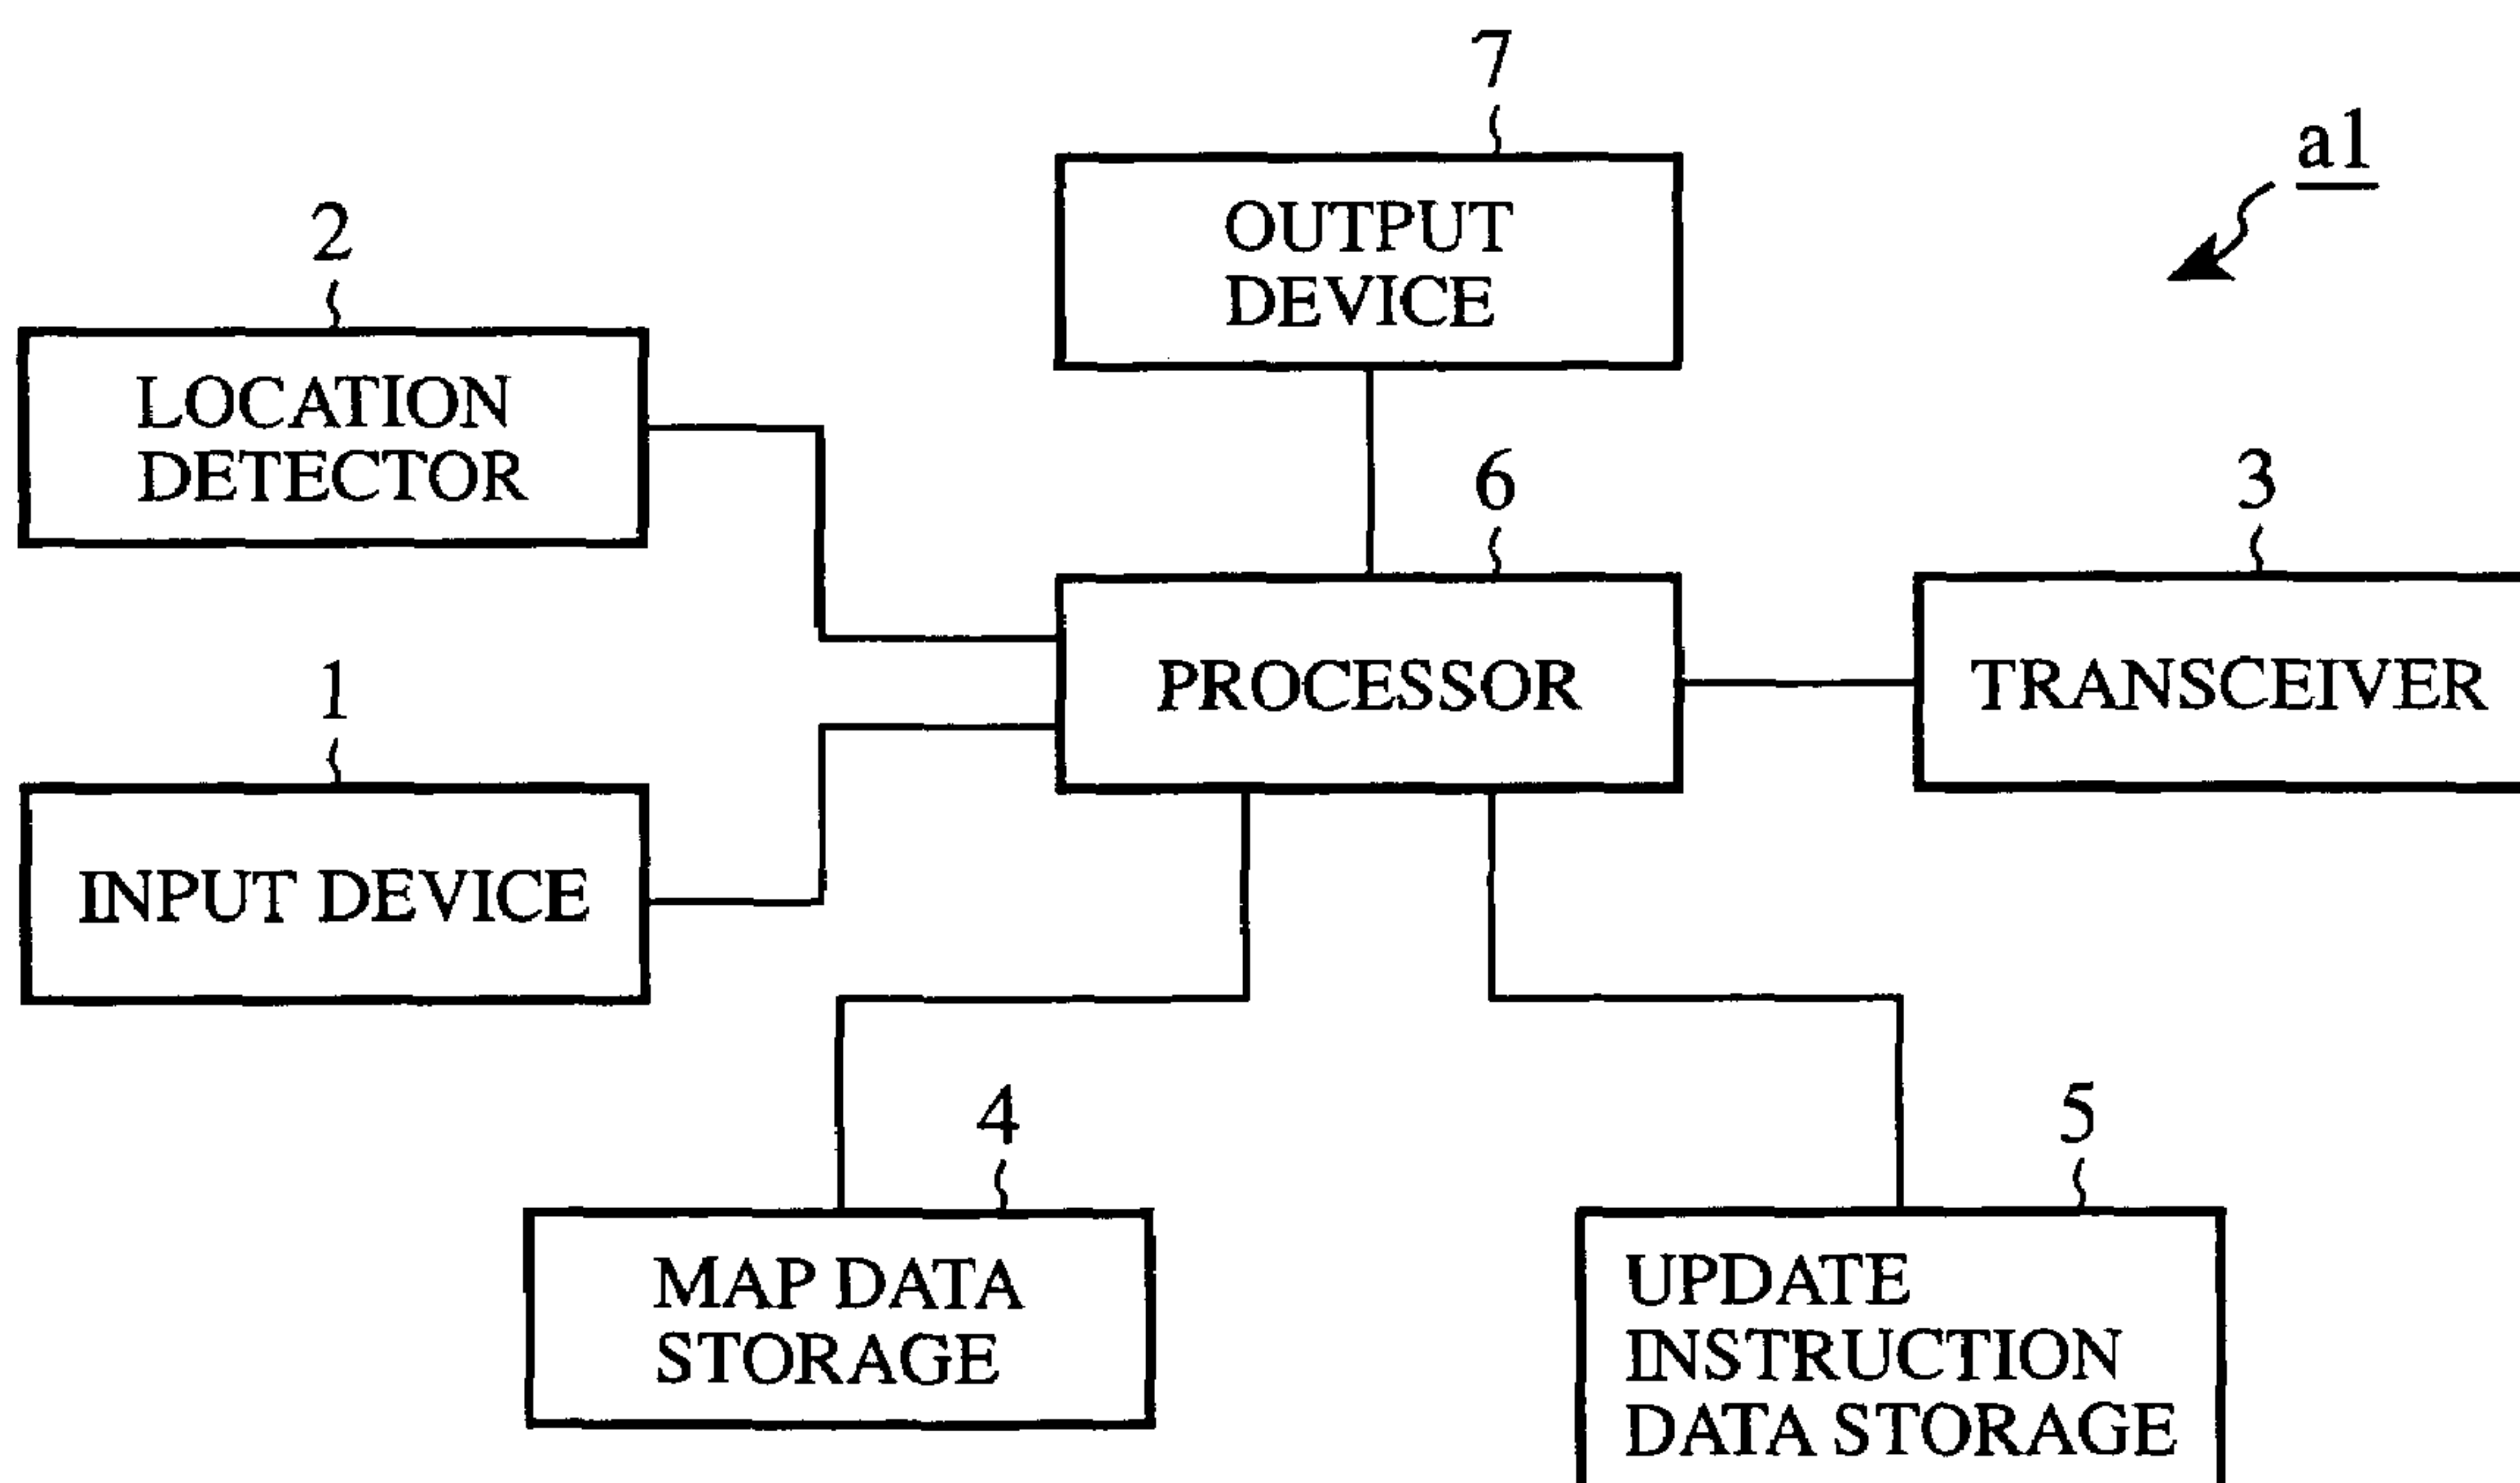 7
OUTPUT
DEVICE
a1
2
LOCATION
DETECTOR
6
PROCESSOR
3
TRANSCEIVER
1
INPUT DEVICE
4
MAP DATA
STORAGE
5
UPDATE
INSTRUCTION
DATA STORAGE